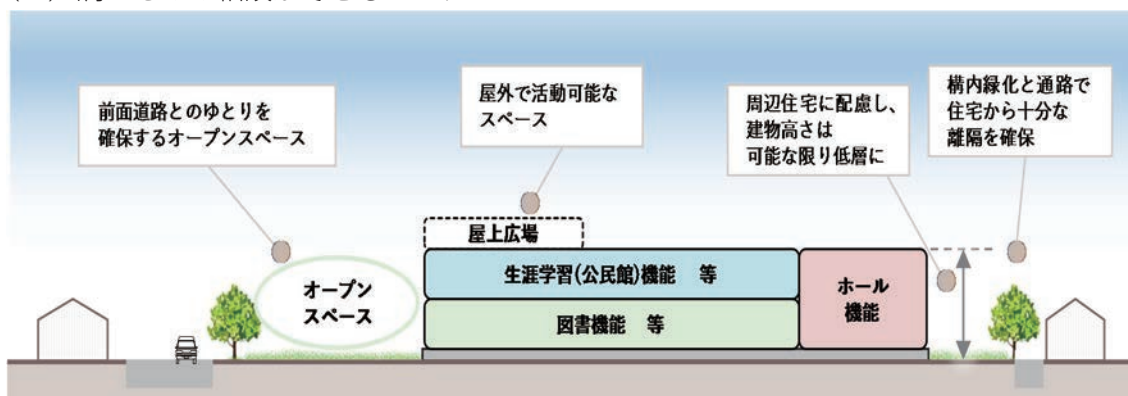 前面道路とのゆとりを
確保するオープンスペース
屋外で活動可能な
スペース
周辺住宅に配慮し、
建物高さは
可能な限り低層に
構内緑化と通路で
住宅から十分な
離隔を確保
屋上広場
オープン
スペース
生涯学習(公民館)機能 等
図書機能 等
ホール
機能